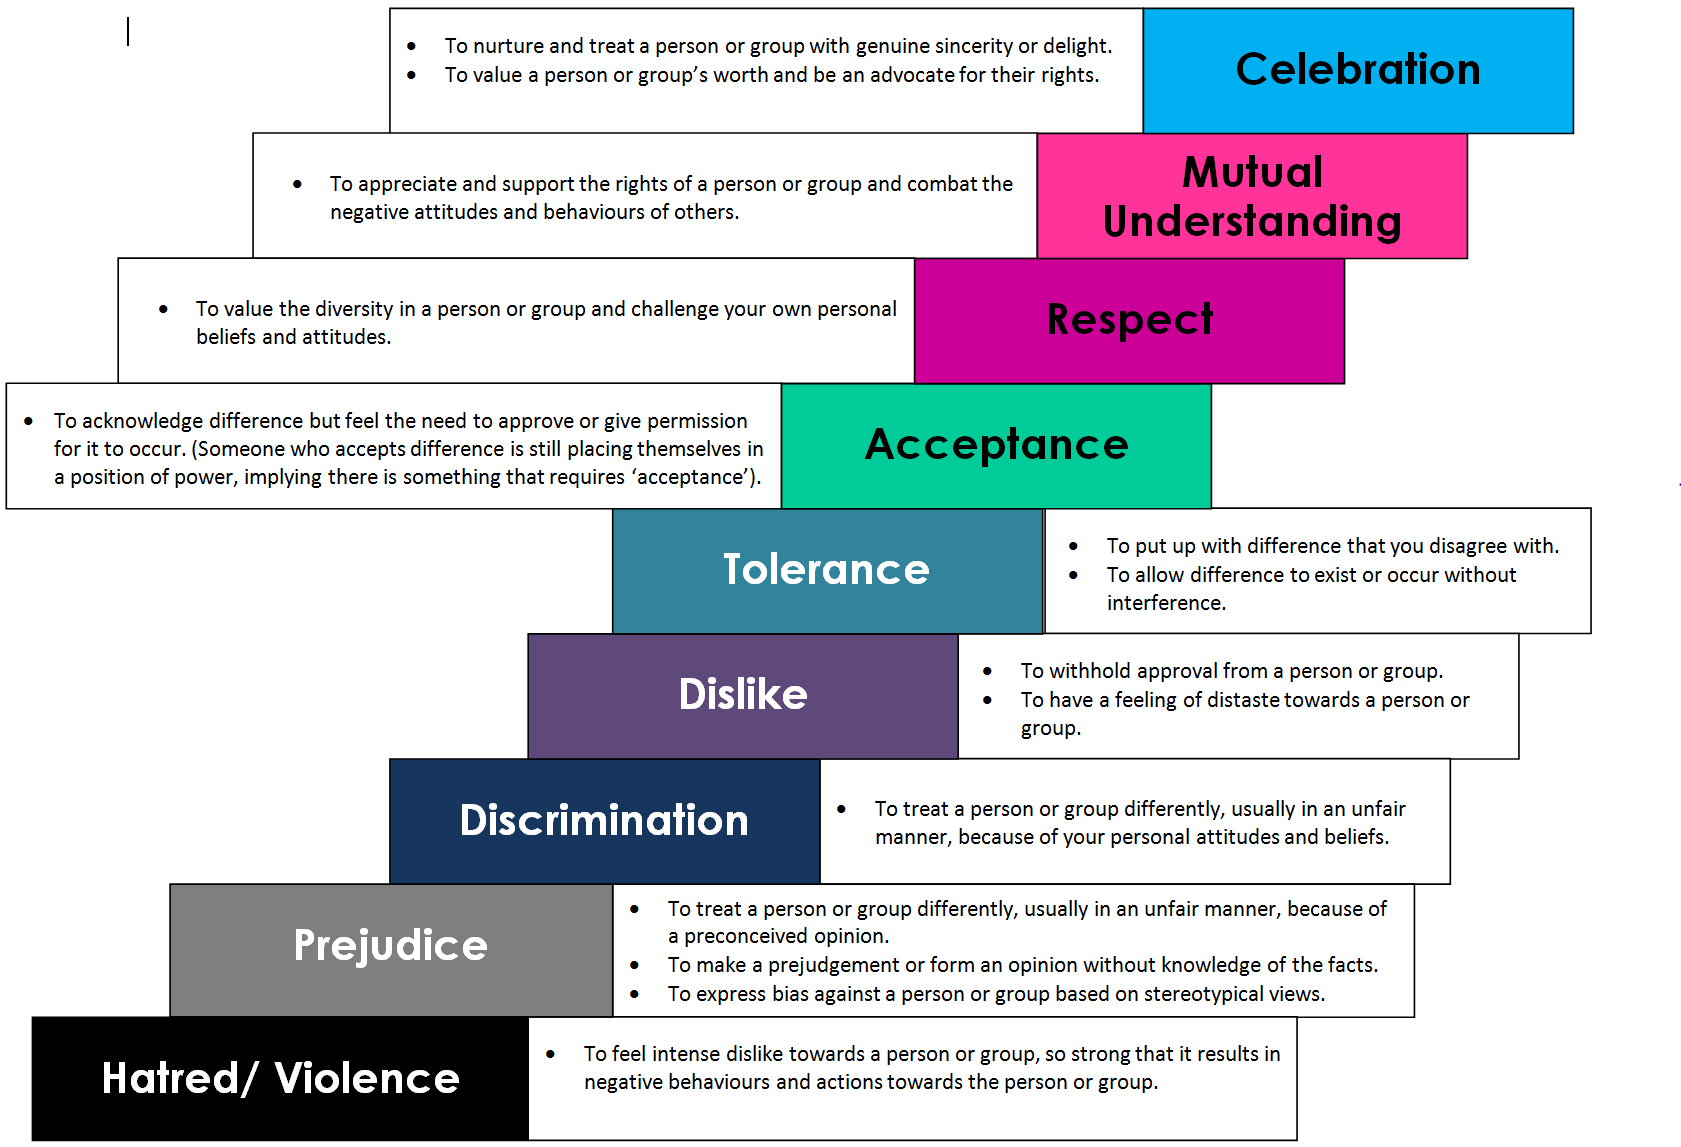 • To nurture and treat a person or group with genuine sincerity or delight.
• To value a person or group’s worth and be an advocate for their rights.
Celebration
• To appreciate and support the rights of a person or group and combat the
negative attitudes and behaviours of others.
Mutual
Understanding
• To value the diversity in a person or group and challenge your own personal
beliefs and attitudes.
Respect
• To acknowledge difference but feel the need to approve or give permission
for it to occur. (Someone who accepts difference is still placing themselves in
a position of power, implying there is something that requires ‘acceptance’).
Acceptance
Tolerance
• To put up with difference that you disagree with.
• To allow difference to exist or occur without
interference.
Dislike
• To withhold approval from a person or group.
• To have a feeling of distaste towards a person or
group.
Discrimination
• To treat a person or group differently, usually in an unfair
manner, because of your personal attitudes and beliefs.
Prejudice
• To treat a person or group differently, usually in an unfair manner, because of
a preconceived opinion.
• To make a prejudgement or form an opinion without knowledge of the facts.
• To express bias against a person or group based on stereotypical views.
Hatred/ Violence
• To feel intense dislike towards a person or group, so strong that it results in
negative behaviours and actions towards the person or group.